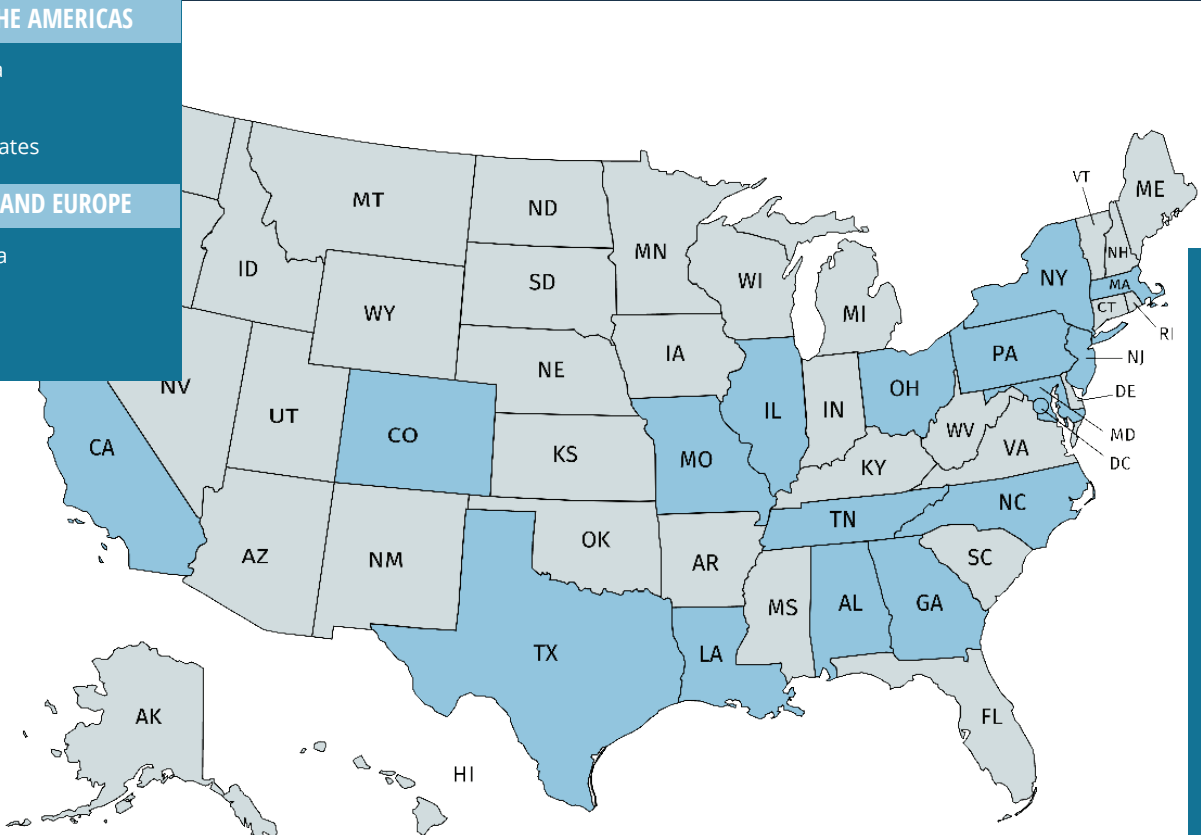 HE AMERICAS
a
ates
AND EUROPE
a
VT
ME
MT
ND
MN
NH
ID
SD
WI
NY
MA
WY
MI
CT
RI
IA
PA
NJ
NE
NV
OH
DE
UT
IL
IN
CO
MD
CA
KS
MO
WV
VA
DC
KY
NC
TN
OK
AZ
NM
AR
SC
MS
AL
GA
TX
LA
AK
FL
HI